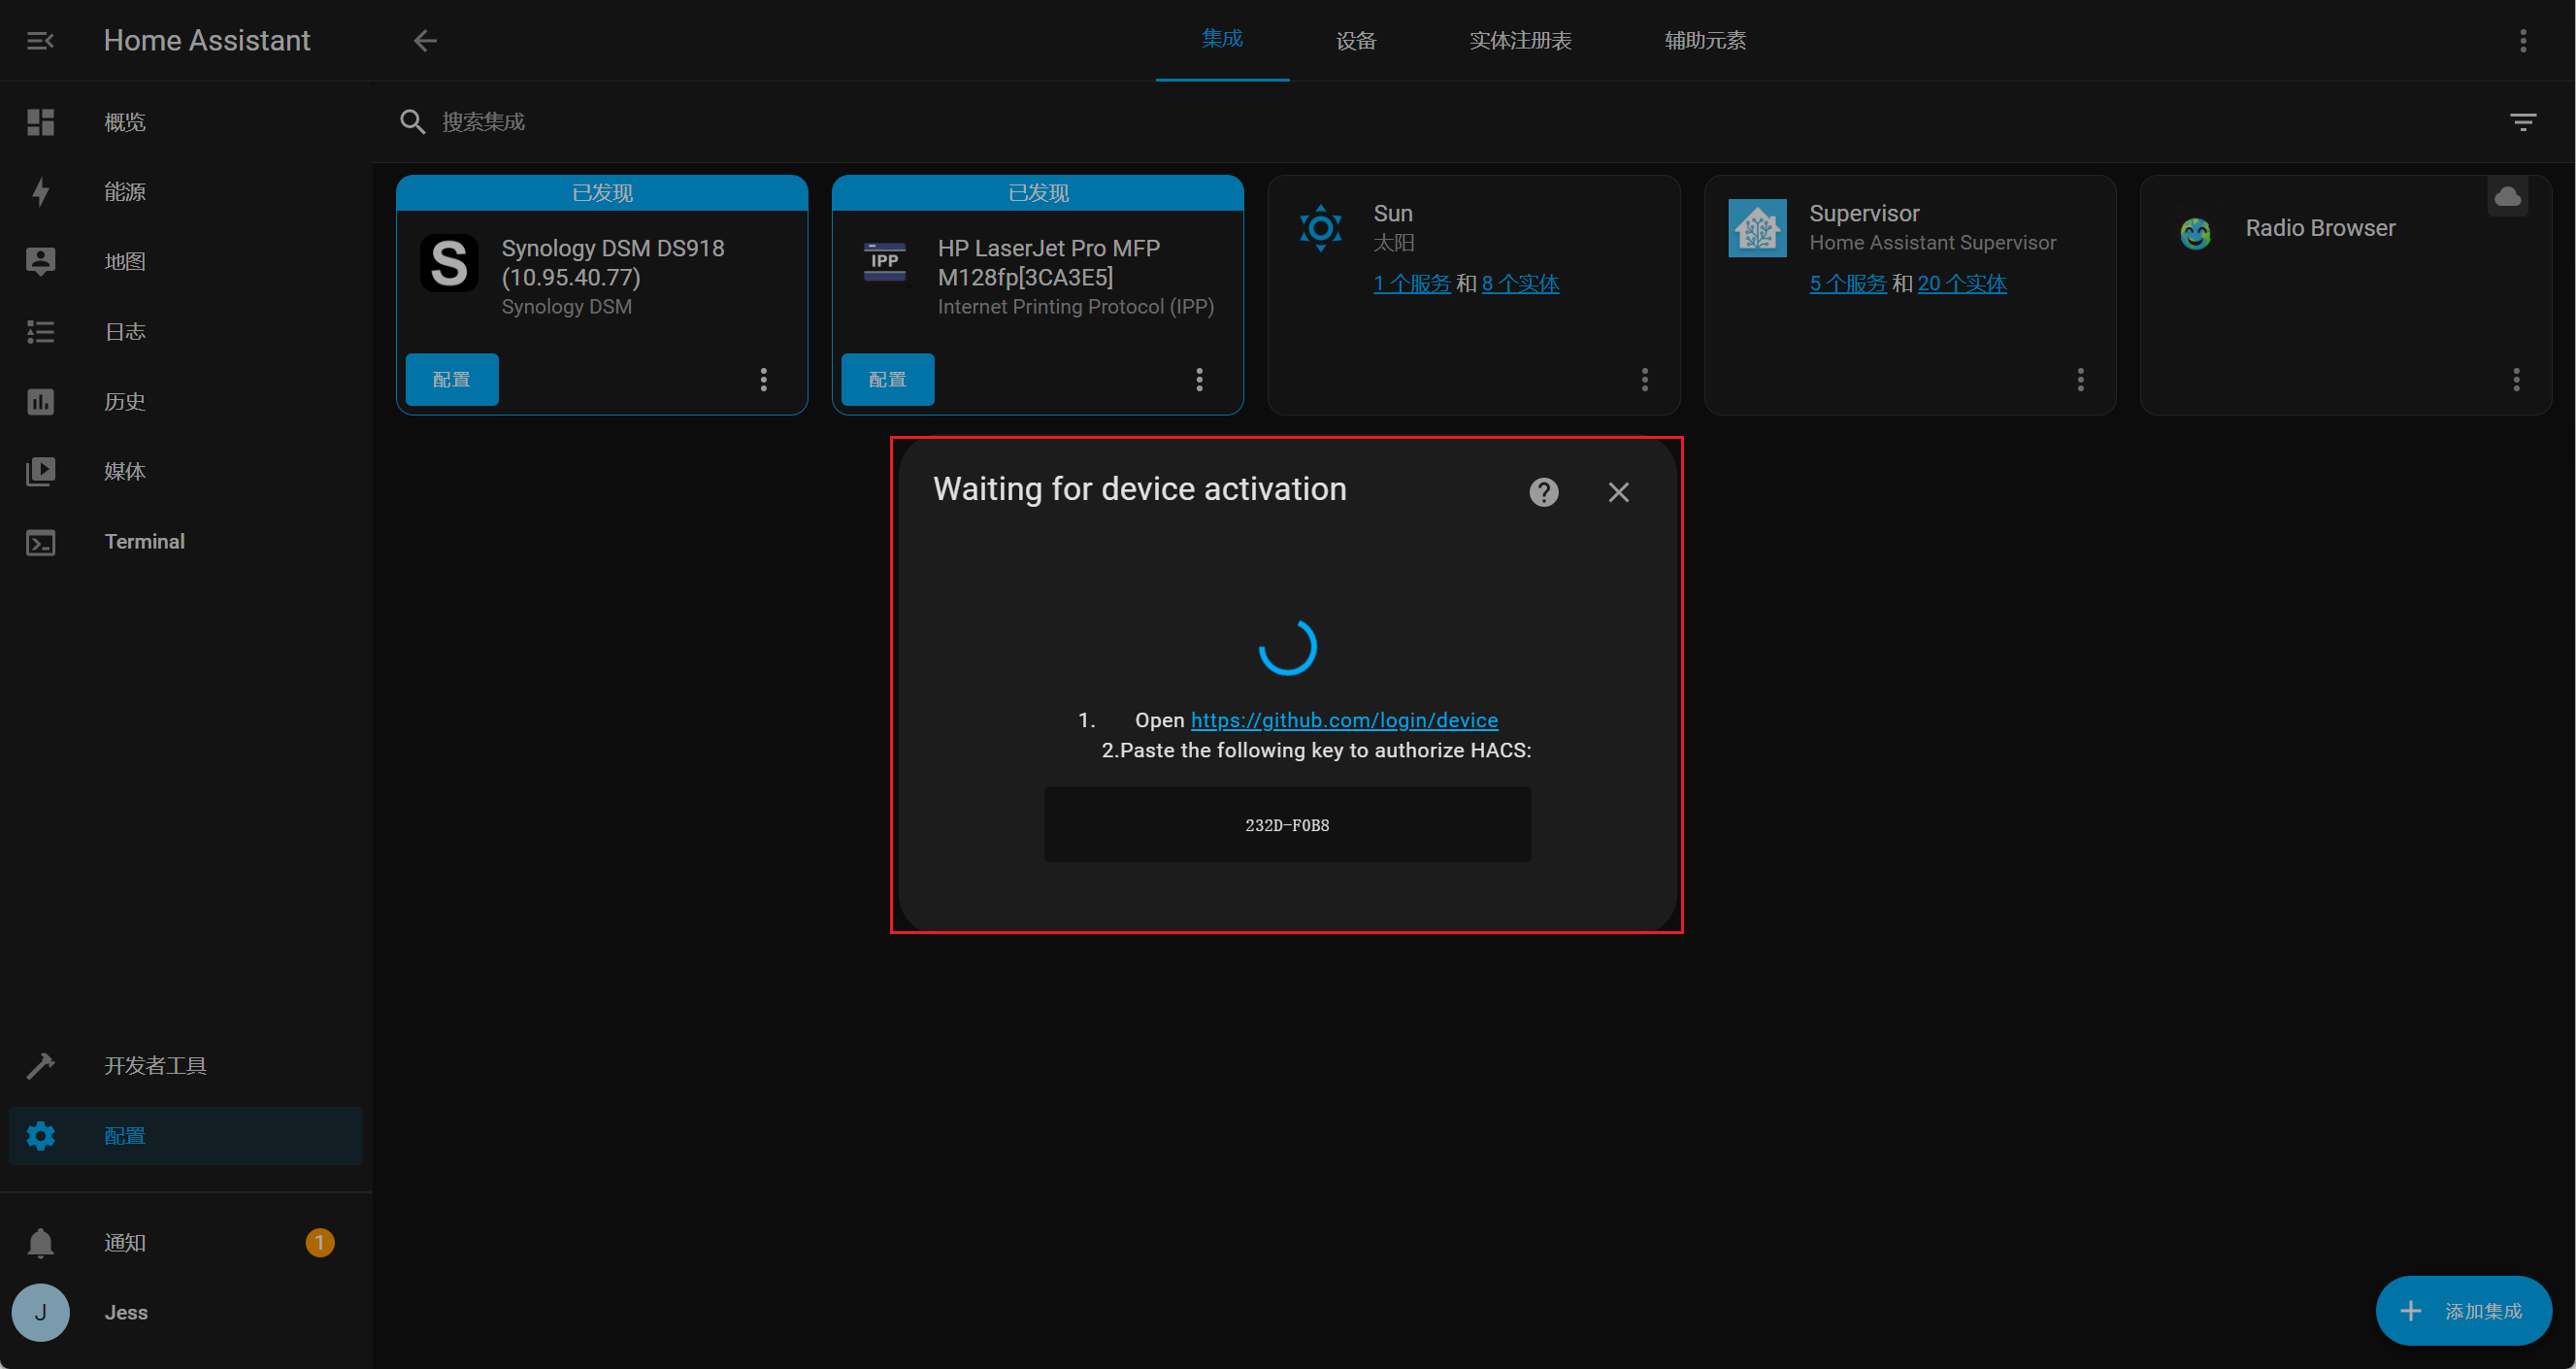 Home Assistant
集成
设备
实体注册表
辅助元素
概览
能源
地图
日志
历史
媒体
Terminal
开发者工具
配置
通知
1
J
Jess
搜索集成
已发现
S
Synology DSM DS918
(10.95.40.77)
Synology DSM
配置
已发现
IPP
HP LaserJet Pro MFP
M128fp[3CA3E5]
Internet Printing Protocol (IPP)
配置
Sun
太阳
1 个服务 和 8 个实体
Supervisor
Home Assistant Supervisor
5 个服务 和 20 个实体
Radio Browser
Waiting for device activation
?
1. Open https://github.com/login/device
2.Paste the following key to authorize HACS:
232D-F0B8
添加集成